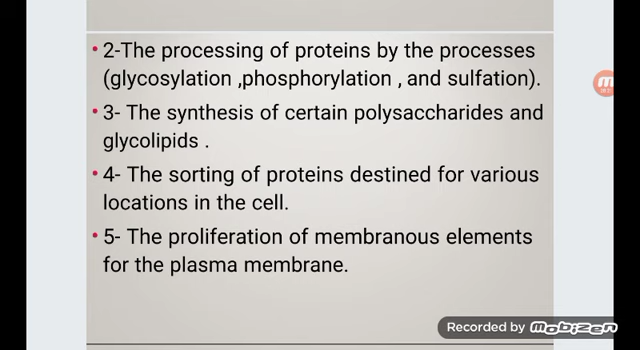 • 2-The processing of proteins by the processes
(glycosylation ,phosphorylation , and sulfation).
• 3- The synthesis of certain polysaccharides and
glycolipids .
• 4- The sorting of proteins destined for various
locations in the cell.
• 5- The proliferation of membranous elements
for the plasma membrane.
Recorded by mobizen